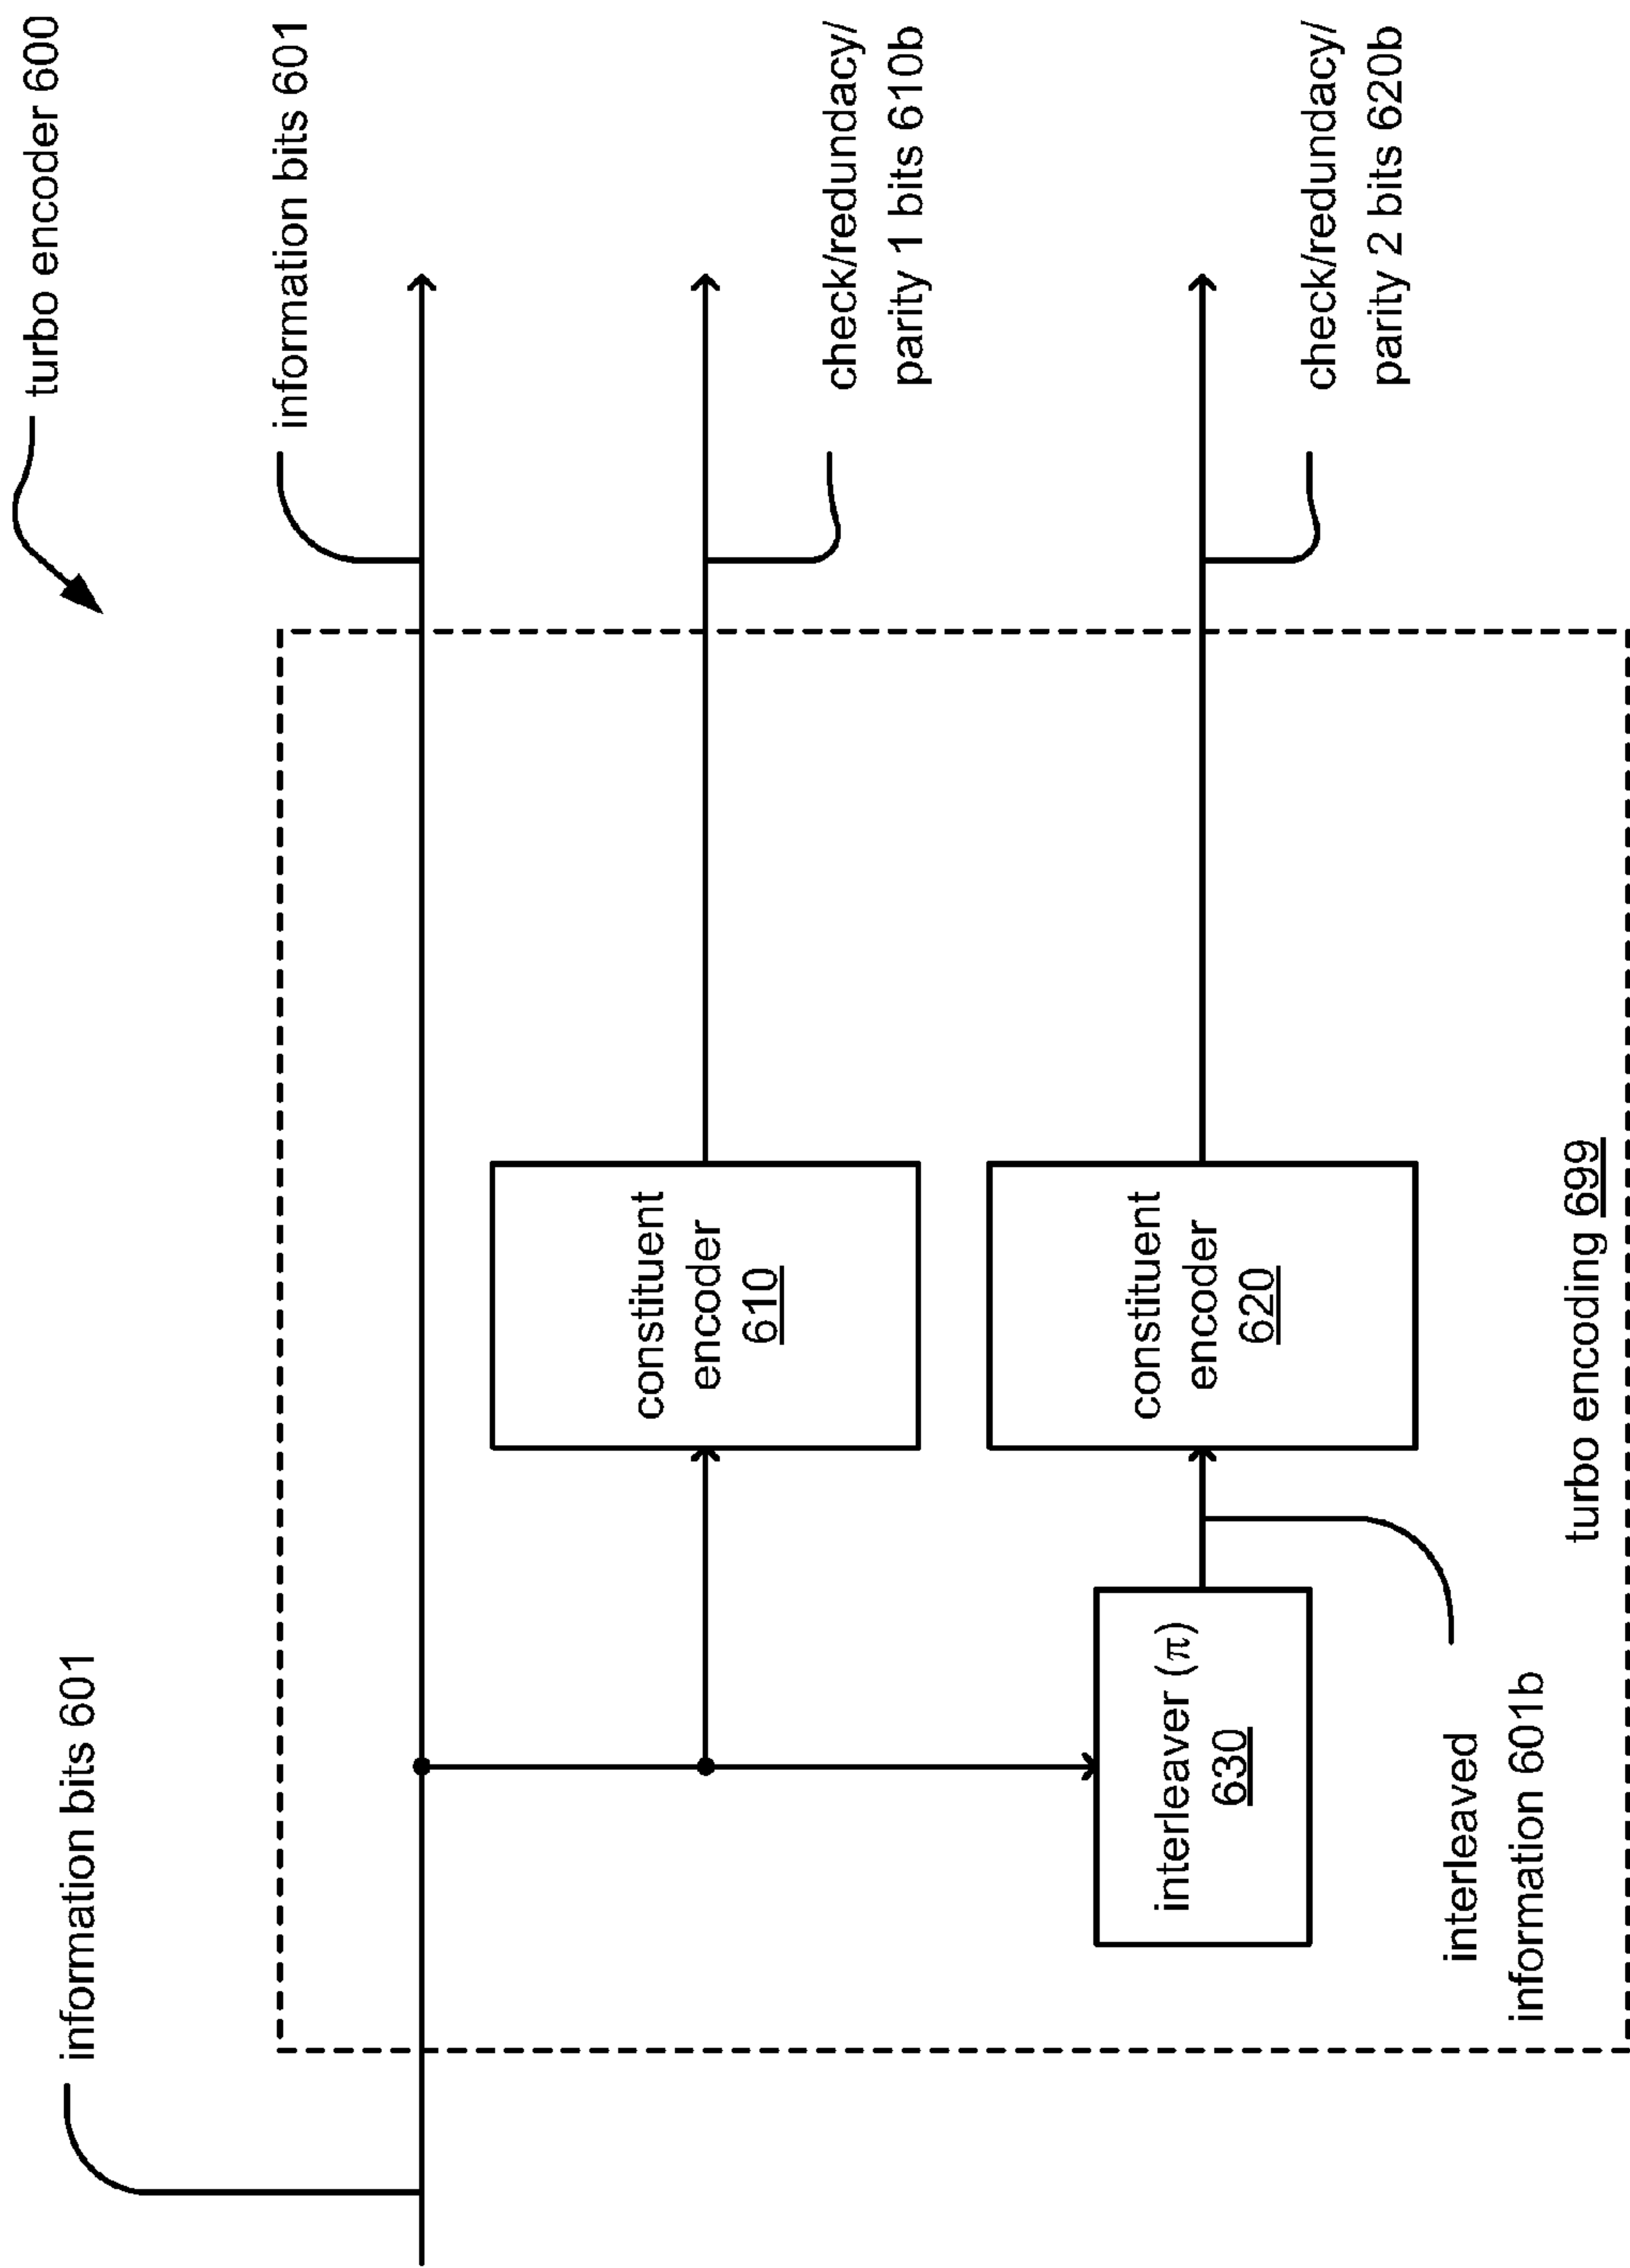 turbo encoder 600
information bits 601
information bits 601
constituent
encoder
610
check/redundacy/
parity 1 bits 610b
interleaver (π)
630
constituent
encoder
620
check/redundacy/
parity 2 bits 620b
interleaved
information 601b
turbo encoding 699